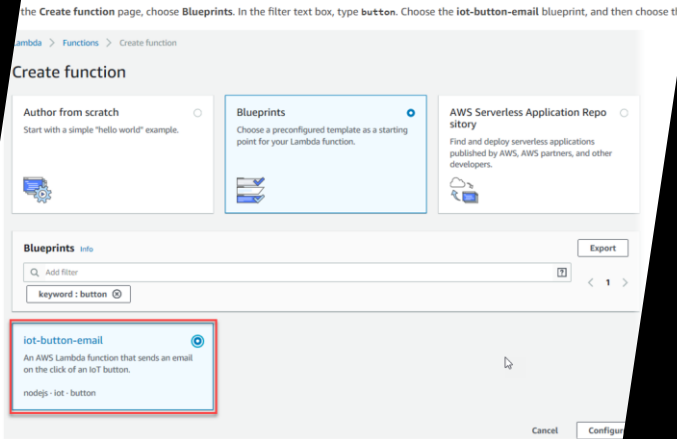 the Create function page, choose Blueprints. In the filter text box, type button. Choose the iot-button-email blueprint, and then choose
Lambda > Functions > Create function
Create function
Author from scratch
Start with a simple "hello world" example.
Blueprints
Choose a preconfigured template as a starting
point for your Lambda function.
AWS Serverless Application Repo
sitory
Find and deploy serverless applications
published by AWS, AWS partners, and other
developers.
Blueprints Info
Export
Add filter
?
< 1 >
keyword : button
iot-button-email
An AWS Lambda function that sends an email
on the click of an IoT button.
nodejs · iot · button
Cancel